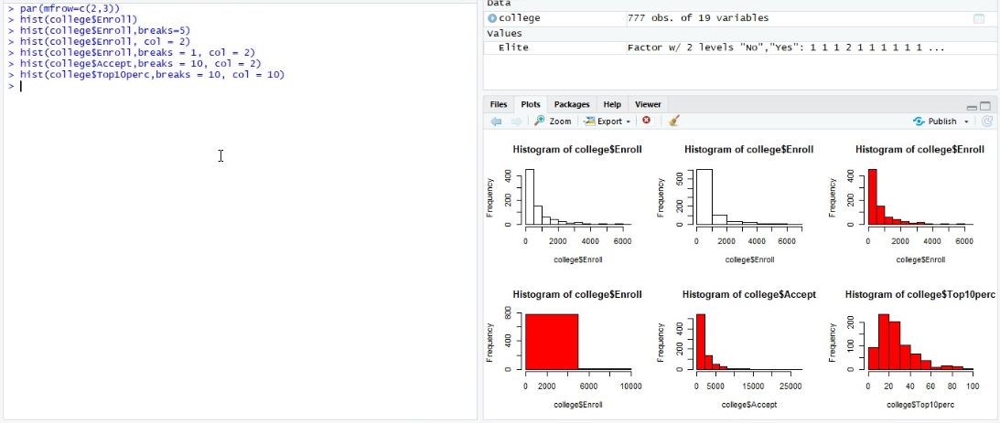 > par(mfrow=c(2,3))
> hist(college$Enroll)
> hist(college$Enroll,breaks=5)
> hist(college$Enroll, col = 2)
> hist(college$Enroll,breaks = 1, col = 2)
> hist(college$Accept,breaks = 10, col = 2)
> hist(college$Top10perc,breaks = 10, col = 10)
>
Data
college 777 obs. of 19 variables
Values
Elite Factor w/ 2 levels "No","Yes": 1 1 1 2 1 1 1 1 1 1 ...
Files Plots Packages Help Viewer
Zoom Export Publish
Histogram of college$Enroll
Frequency
0 200 400
0 2000 4000 6000
college$Enroll
Histogram of college$Enroll
Frequency
0 200 500
0 2000 4000 6000
college$Enroll
Histogram of college$Enroll
Frequency
0 200 400
0 2000 4000 6000
college$Enroll
Histogram of college$Enroll
Frequency
0 400 800
0 2000 6000 10000
college$Enroll
Histogram of college$Accept
Frequency
0 200 400
0 5000 15000 25000
college$Accept
Histogram of college$Top10perc
Frequency
0 100 200
0 20 40 60 80 100
college$Top10perc